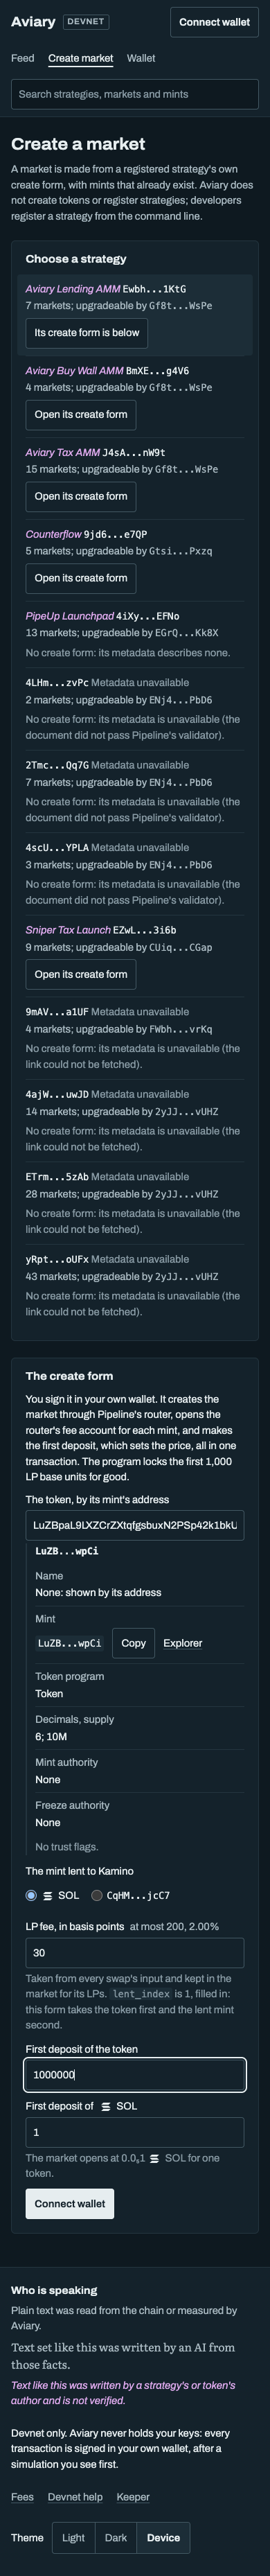 Aviary DEVNET Connect wallet
Feed Create market Wallet
Search strategies, markets and mints
Create a market
A market is made from a registered strategy's own
create form, with mints that already exist. Aviary does
not create tokens or register strategies; developers
register a strategy from the command line.
Choose a strategy
Aviary Lending AMM Ewbh...1KtG
7 markets; upgradeable by Gf8t...WsPe
Its create form is below
Aviary Buy Wall AMM BmXE...g4V6
4 markets; upgradeable by Gf8t...WsPe
Open its create form
Aviary Tax AMM J4sA...nW9t
15 markets; upgradeable by Gf8t...WsPe
Open its create form
Counterflow 9jd6...e7QP
5 markets; upgradeable by Gtsi...Pxzq
Open its create form
PipeUp Launchpad 4iXy...EFNo
13 markets; upgradeable by EGrQ...Kk8X
No create form: its metadata describes none.
4LHm...zvPc Metadata unavailable
2 markets; upgradeable by ENj4...PbD6
No create form: its metadata is unavailable (the
document did not pass Pipeline's validator).
2Tmc...Qq7G Metadata unavailable
7 markets; upgradeable by ENj4...PbD6
No create form: its metadata is unavailable (the
document did not pass Pipeline's validator).
4scU...YPLA Metadata unavailable
3 markets; upgradeable by ENj4...PbD6
No create form: its metadata is unavailable (the
document did not pass Pipeline's validator).
Sniper Tax Launch EZwL...3i6b
9 markets; upgradeable by CUiq...CGap
Open its create form
9mAV...a1UF Metadata unavailable
4 markets; upgradeable by FWbh...vrKq
No create form: its metadata is unavailable (the
link could not be fetched).
4ajW...uwJD Metadata unavailable
14 markets; upgradeable by 2yJJ...vUHZ
No create form: its metadata is unavailable (the
link could not be fetched).
ETrm...5zAb Metadata unavailable
28 markets; upgradeable by 2yJJ...vUHZ
No create form: its metadata is unavailable (the
link could not be fetched).
yRpt...oUFx Metadata unavailable
43 markets; upgradeable by 2yJJ...vUHZ
No create form: its metadata is unavailable (the
link could not be fetched).
The create form
You sign it in your own wallet. It creates the
market through Pipeline's router, opens the
router's fee account for each mint, and makes
the first deposit, which sets the price, all in one
transaction. The program locks the first 1,000
LP base units for good.
The token, by its mint's address
LuZBpaL9LXZCrZXtqfgsbuxN2PSp42k1bkU
LuZB...wpCi
Name
None: shown by its address
Mint
LuZB...wpCi Copy Explorer
Token program
Token
Decimals, supply
6; 10M
Mint authority
None
Freeze authority
None
No trust flags.
The mint lent to Kamino
SOL CqHM...jcC7
LP fee, in basis points at most 200, 2.00%
30
Taken from every swap's input and kept in the
market for its LPs. lent_index is 1, filled in:
this form takes the token first and the lent mint
second.
First deposit of the token
1000000
First deposit of SOL
1
The market opens at 0.0₅1 SOL for one
token.
Connect wallet
Who is speaking
Plain text was read from the chain or measured by
Aviary.
Text set like this was written by an AI from
those facts.
Text like this was written by a strategy's or token's
author and is not verified.
Devnet only. Aviary never holds your keys: every
transaction is signed in your own wallet, after a
simulation you see first.
Fees Devnet help Keeper
Theme Light Dark Device